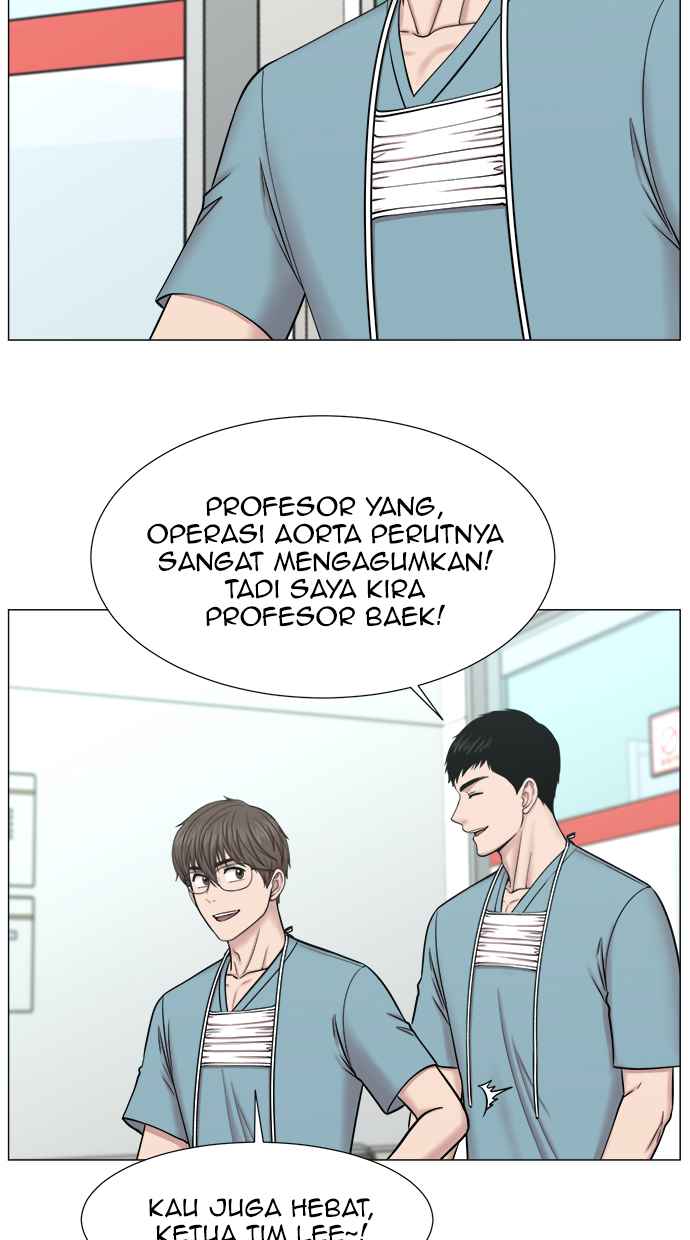 PROFESOR YANG,
OPERASI AORTA PERUTNYA
SANGAT MENGAGUMKAN!
TADI SAYA KIRA
PROFESOR BAEK!
KAU JUGA HEBAT,
KETUA TIM LEE~!